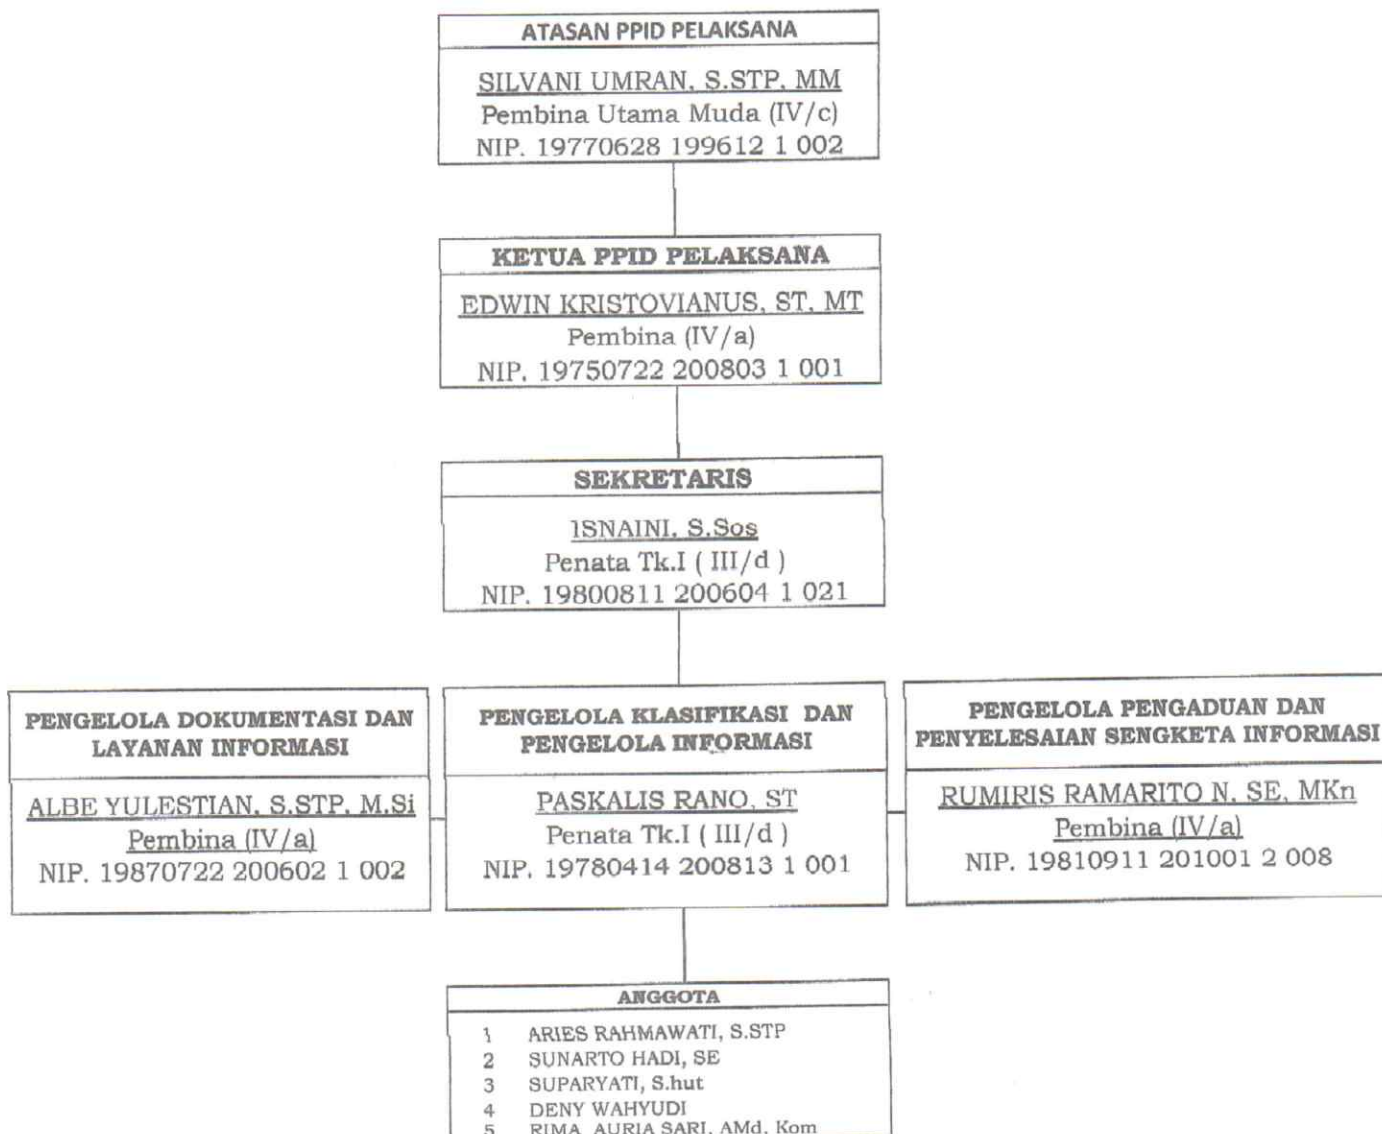 ATASAN PPID PELAKSANA
SILVANI UMRAN, S.STP, MM
Pembina Utama Muda (IV/c)
NIP. 19770628 199612 1 002
KETUA PPID PELAKSANA
EDWIN KRISTOVIANUS, ST, MT
Pembina (IV/a)
NIP. 19750722 200803 1 001
SEKRETARIS
ISNAINI, S.Sos
Penata Tk.I ( III/d )
NIP. 19800811 200604 1 021
PENGELOLA DOKUMENTASI DAN
LAYANAN INFORMASI
ALBE YULESTIAN, S.STP, M.Si
Pembina (IV/a)
NIP. 19870722 200602 1 002
PENGELOLA KLASIFIKASI DAN
PENGELOLA INFORMASI
PASKALIS RANO, ST
Penata Tk.I ( III/d )
NIP. 19780414 200813 1 001
PENGELOLA PENGADUAN DAN
PENYELESAIAN SENGKETA INFORMASI
RUMIRIS RAMARITO N, SE, MKn
Pembina (IV/a)
NIP. 19810911 201001 2 008
ANGGOTA
1 ARIES RAHMAWATI, S.STP
2 SUNARTO HADI, SE
3 SUPARYATI, S.hut
4 DENY WAHYUDI
5 RIMA AURIA SARI, AMd. Kom